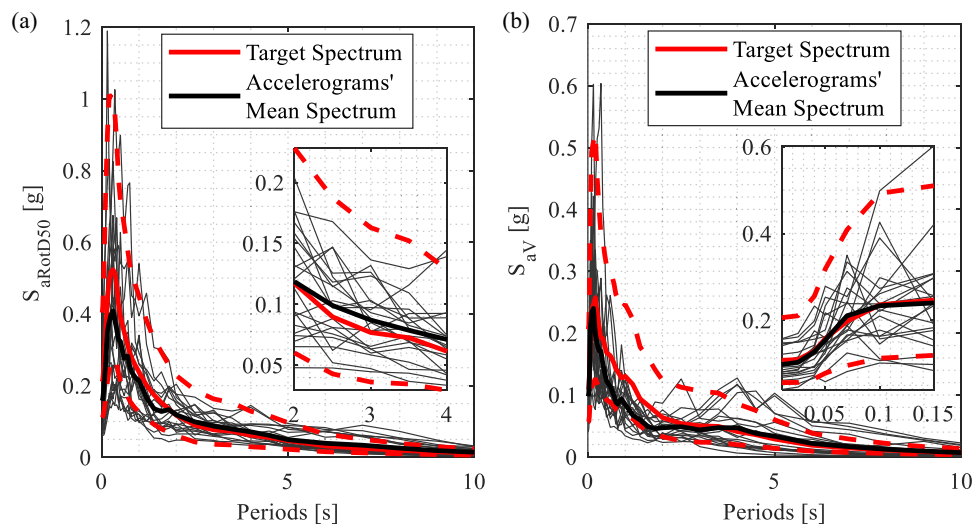 (a)
1.2
1
0.8
0.6
0.4
0.2
0
S_aRotD50 [g]
Target Spectrum
Accelerograms'
Mean Spectrum
0.2
0.15
0.1
0.05
2
3
4
0
5
10
Periods [s]
(b)
0.7
0.6
0.5
0.4
0.3
0.2
0.1
0
S_aV [g]
Target Spectrum
Accelerograms'
Mean Spectrum
0.6
0.4
0.2
0.05
0.1
0.15
0
5
10
Periods [s]